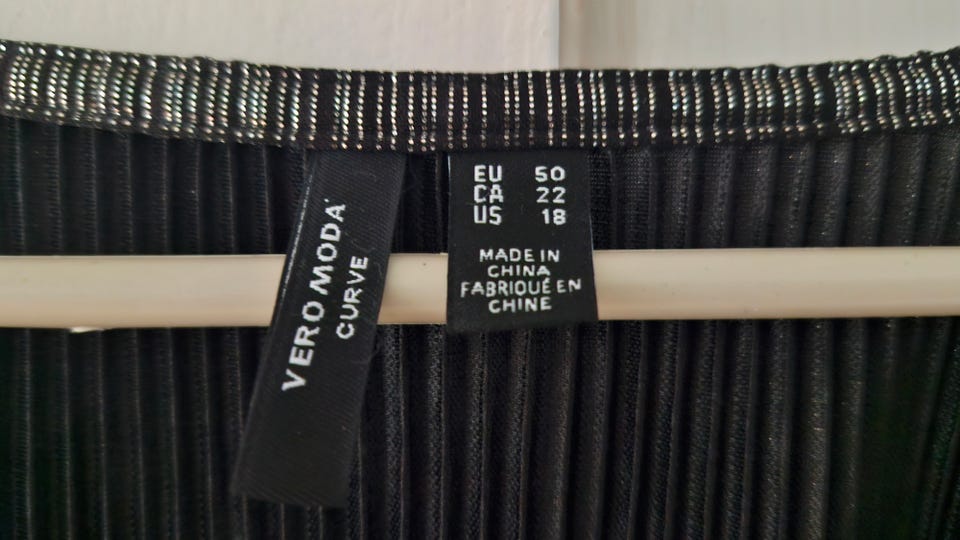 VERO MODA
CURVE
EU 50
CA 22
US 18
MADE IN
CHINA
FABRIQUÉ EN
CHINE